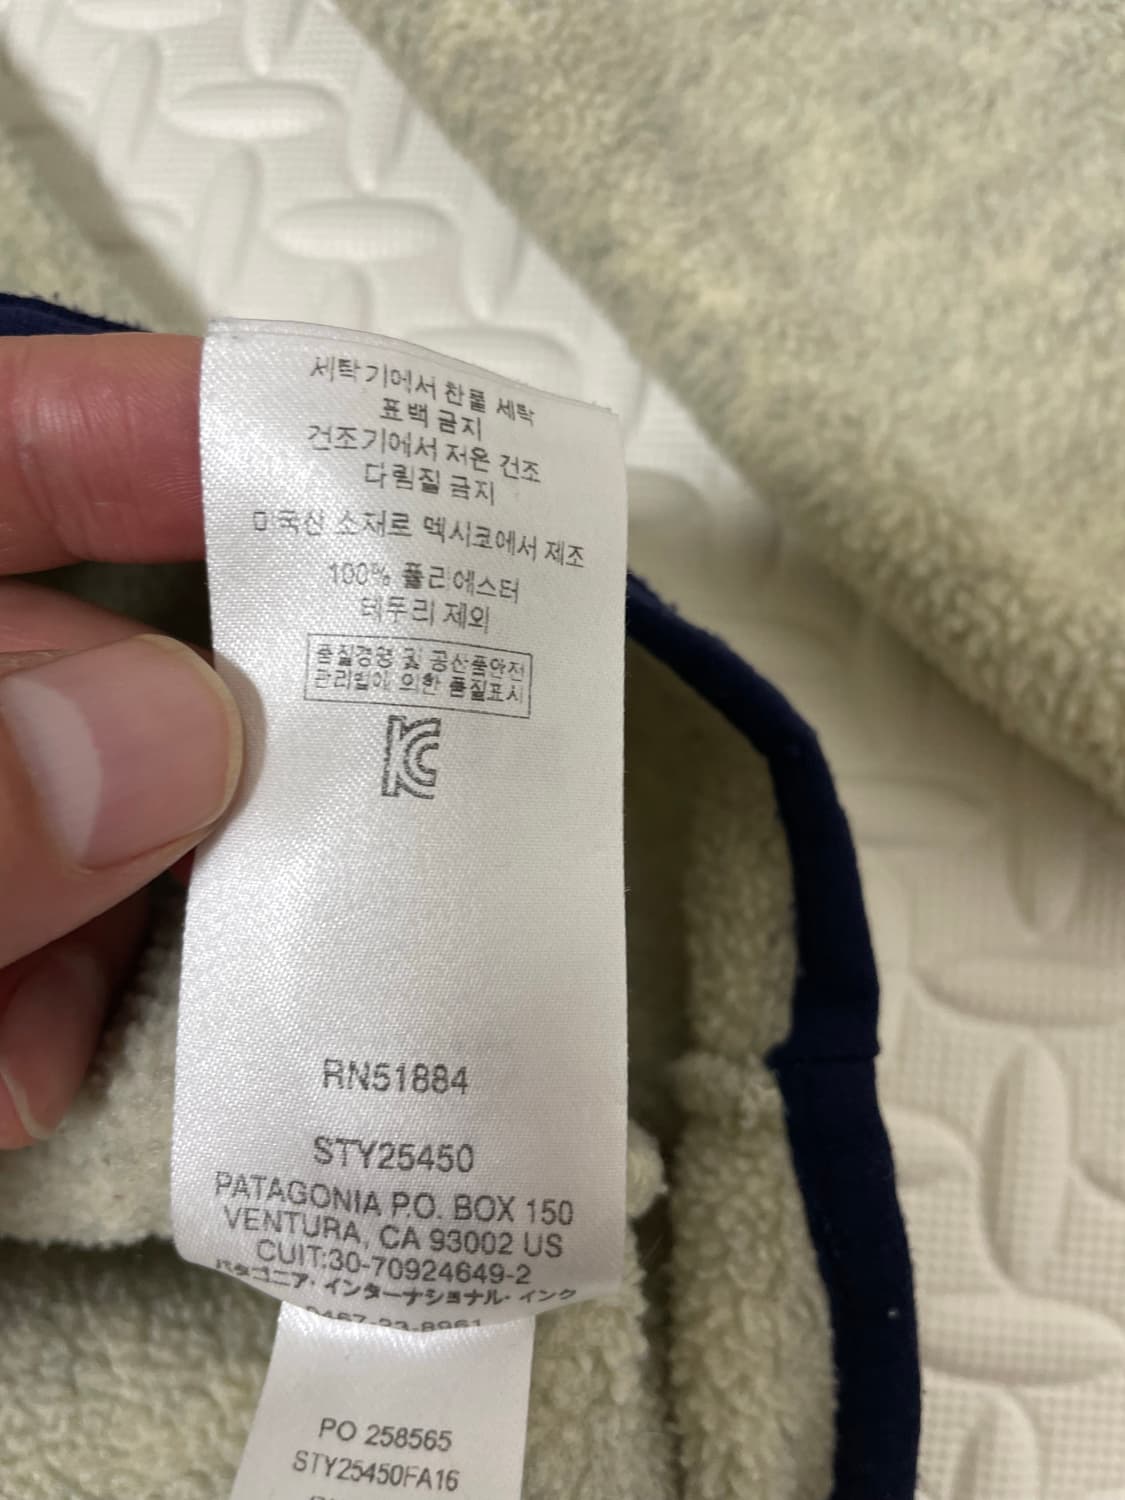 세탁기에서 찬물 세탁
표백 금지
건조기에서 저온 건조
다림질 금지
미국산 소재로 멕시코에서 제조
100% 폴리에스터
테두리 제외
품질경영 및 공산품안전
관리법에 의한 품질표시
KC
RN51884
STY25450
PATAGONIA P.O. BOX 150
VENTURA, CA 93002 US
CUIT:30-70924649-2
パタゴニア・インターナショナル・インク
0467-23-8961
PO 258565
STY25450FA16